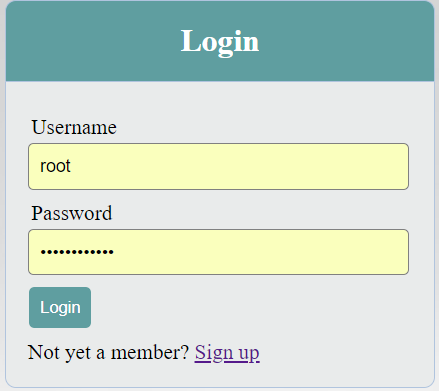 Login
Username
root
Password
••••••••••••
Login
Not yet a member? Sign up